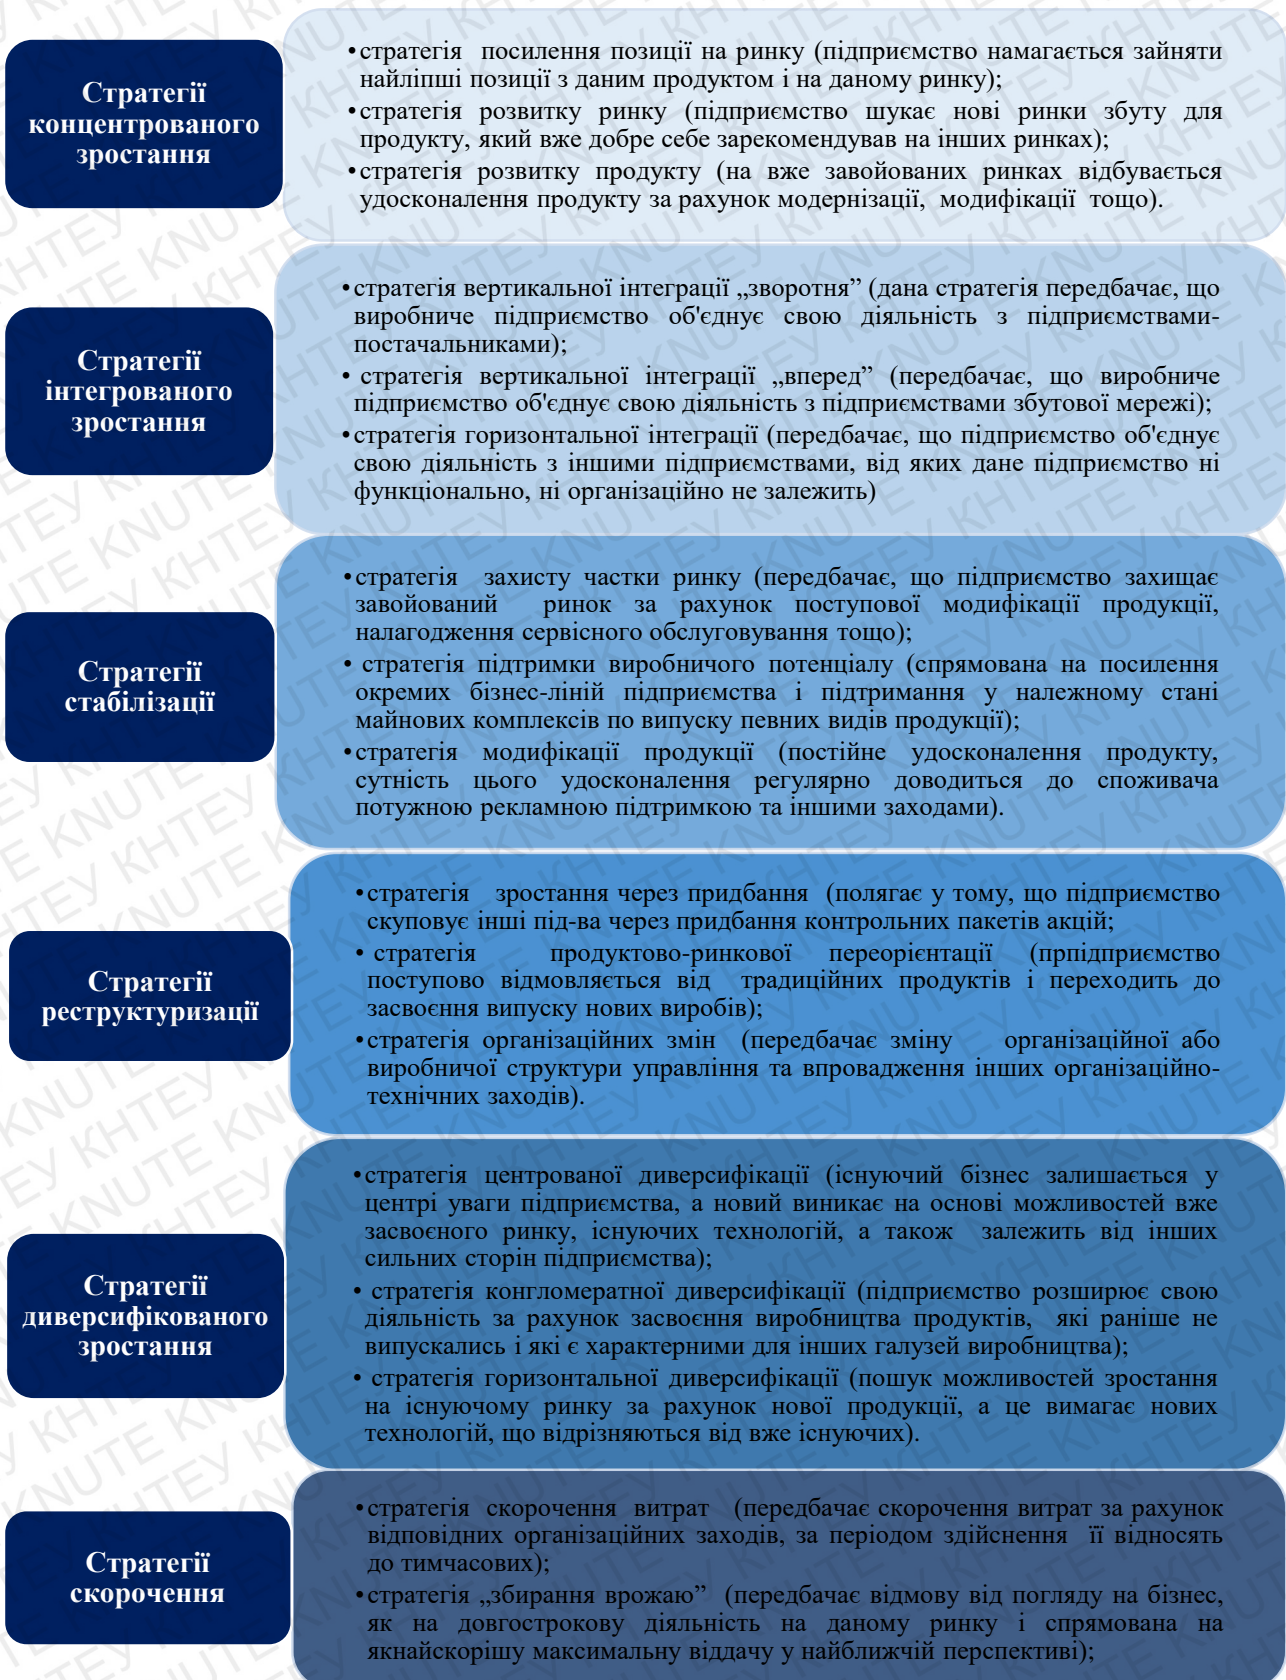 Стратегії
концентрованого
зростання
•стратегія посилення позиції на ринку (підприємство намагається зайняти
найліпші позиції з даним продуктом і на даному ринку);
•стратегія розвитку ринку (підприємство шукає нові ринки збуту для
продукту, який вже добре себе зарекомендував на інших ринках);
•стратегія розвитку продукту (на вже завойованих ринках відбувається
удосконалення продукту за рахунок модернізації, модифікації тощо).
Стратегії
інтегрованого
зростання
•стратегія вертикальної інтеграції „зворотня” (дана стратегія передбачає, що
виробниче підприємство об'єднує свою діяльність з підприємствами-
постачальниками);
• стратегія вертикальної інтеграції „вперед” (передбачає, що виробниче
підприємство об'єднує свою діяльність з підприємствами збутової мережі);
•стратегія горизонтальної інтеграції (передбачає, що підприємство об'єднує
свою діяльність з іншими підприємствами, від яких дане підприємство ні
функціонально, ні організаційно не залежить)
Стратегії
стабілізації
•стратегія захисту частки ринку (передбачає, що підприємство захищає
завойований ринок за рахунок поступової модифікації продукції,
налагодження сервісного обслуговування тощо);
• стратегія підтримки виробничого потенціалу (спрямована на посилення
окремих бізнес-ліній підприємства і підтримання у належному стані
майнових комплексів по випуску певних видів продукції);
•стратегія модифікації продукції (постійне удосконалення продукту,
сутність цього удосконалення регулярно доводиться до споживача
потужною рекламною підтримкою та іншими заходами).
Стратегії
реструктуризації
•стратегія зростання через придбання (полягає у тому, що підприємство
скуповує інші під-ва через придбання контрольних пакетів акцій;
• стратегія продуктово-ринкової переорієнтації (прпідприємство
поступово відмовляється від традиційних продуктів і переходить до
засвоєння випуску нових виробів);
•стратегія організаційних змін (передбачає зміну організаційної або
виробничої структури управління та впровадження інших організаційно-
технічних заходів).
Стратегії
диверсифікованого
зростання
•стратегія центрованої диверсифікації (існуючий бізнес залишається у
центрі уваги підприємства, а новий виникає на основі можливостей вже
засвоєного ринку, існуючих технологій, а також залежить від інших
сильних сторін підприємства);
• стратегія конгломератної диверсифікації (підприємство розширює свою
діяльність за рахунок засвоєння виробництва продуктів, які раніше не
випускались і які є характерними для інших галузей виробництва);
• стратегія горизонтальної диверсифікації (пошук можливостей зростання
на існуючому ринку за рахунок нової продукції, а це вимагає нових
технологій, що відрізняються від вже існуючих).
Стратегії
скорочення
•стратегія скорочення витрат (передбачає скорочення витрат за рахунок
відповідних організаційних заходів, за періодом здійснення її відносять
до тимчасових);
•стратегія „збирання врожаю” (передбачає відмову від погляду на бізнес,
як на довгострокову діяльність на даному ринку і спрямована на
якнайскорішу максимальну віддачу у найближчій перспективі);